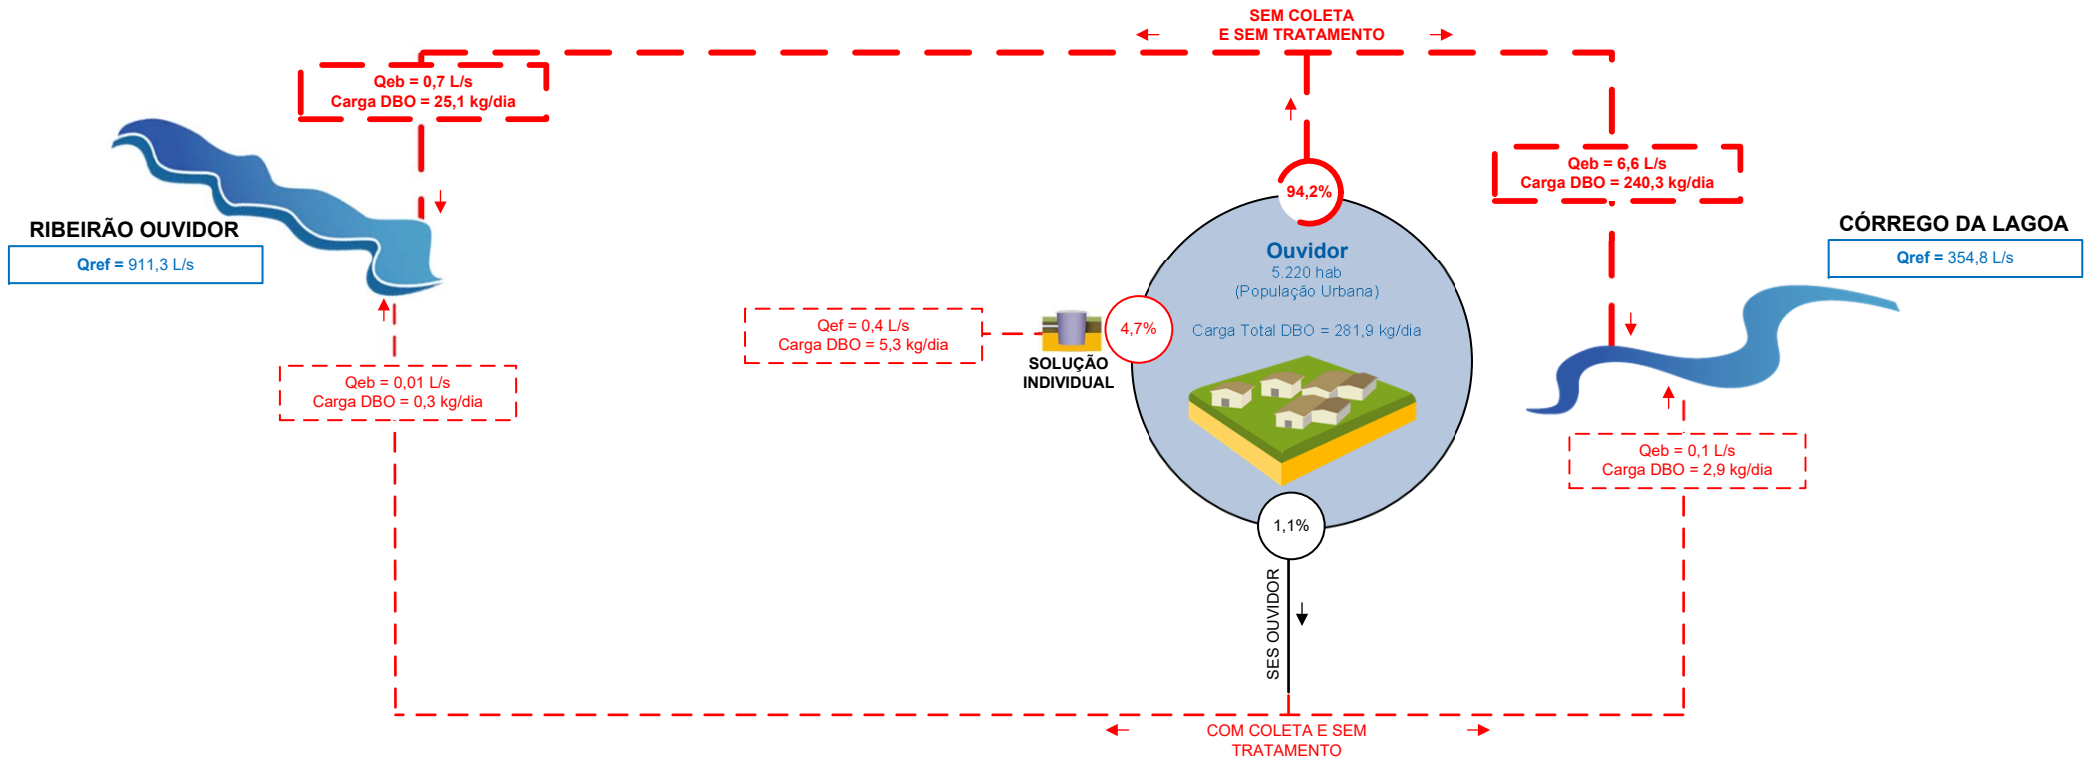 SEM COLETA
E SEM TRATAMENTO
Qeb = 0,7 L/s
Carga DBO = 25,1 kg/dia
Qeb = 6,6 L/s
Carga DBO = 240,3 kg/dia
94,2%
RIBEIRÃO OUVIDOR
Qref = 911,3 L/s
CÓRREGO DA LAGOA
Qref = 354,8 L/s
Ouvidor
5.220 hab
(População Urbana)
Carga Total DBO = 281,9 kg/dia
Qef = 0,4 L/s
Carga DBO = 5,3 kg/dia
4,7%
SOLUÇÃO
INDIVIDUAL
Qeb = 0,01 L/s
Carga DBO = 0,3 kg/dia
Qeb = 0,1 L/s
Carga DBO = 2,9 kg/dia
1,1%
SES OUVIDOR
COM COLETA E SEM
TRATAMENTO